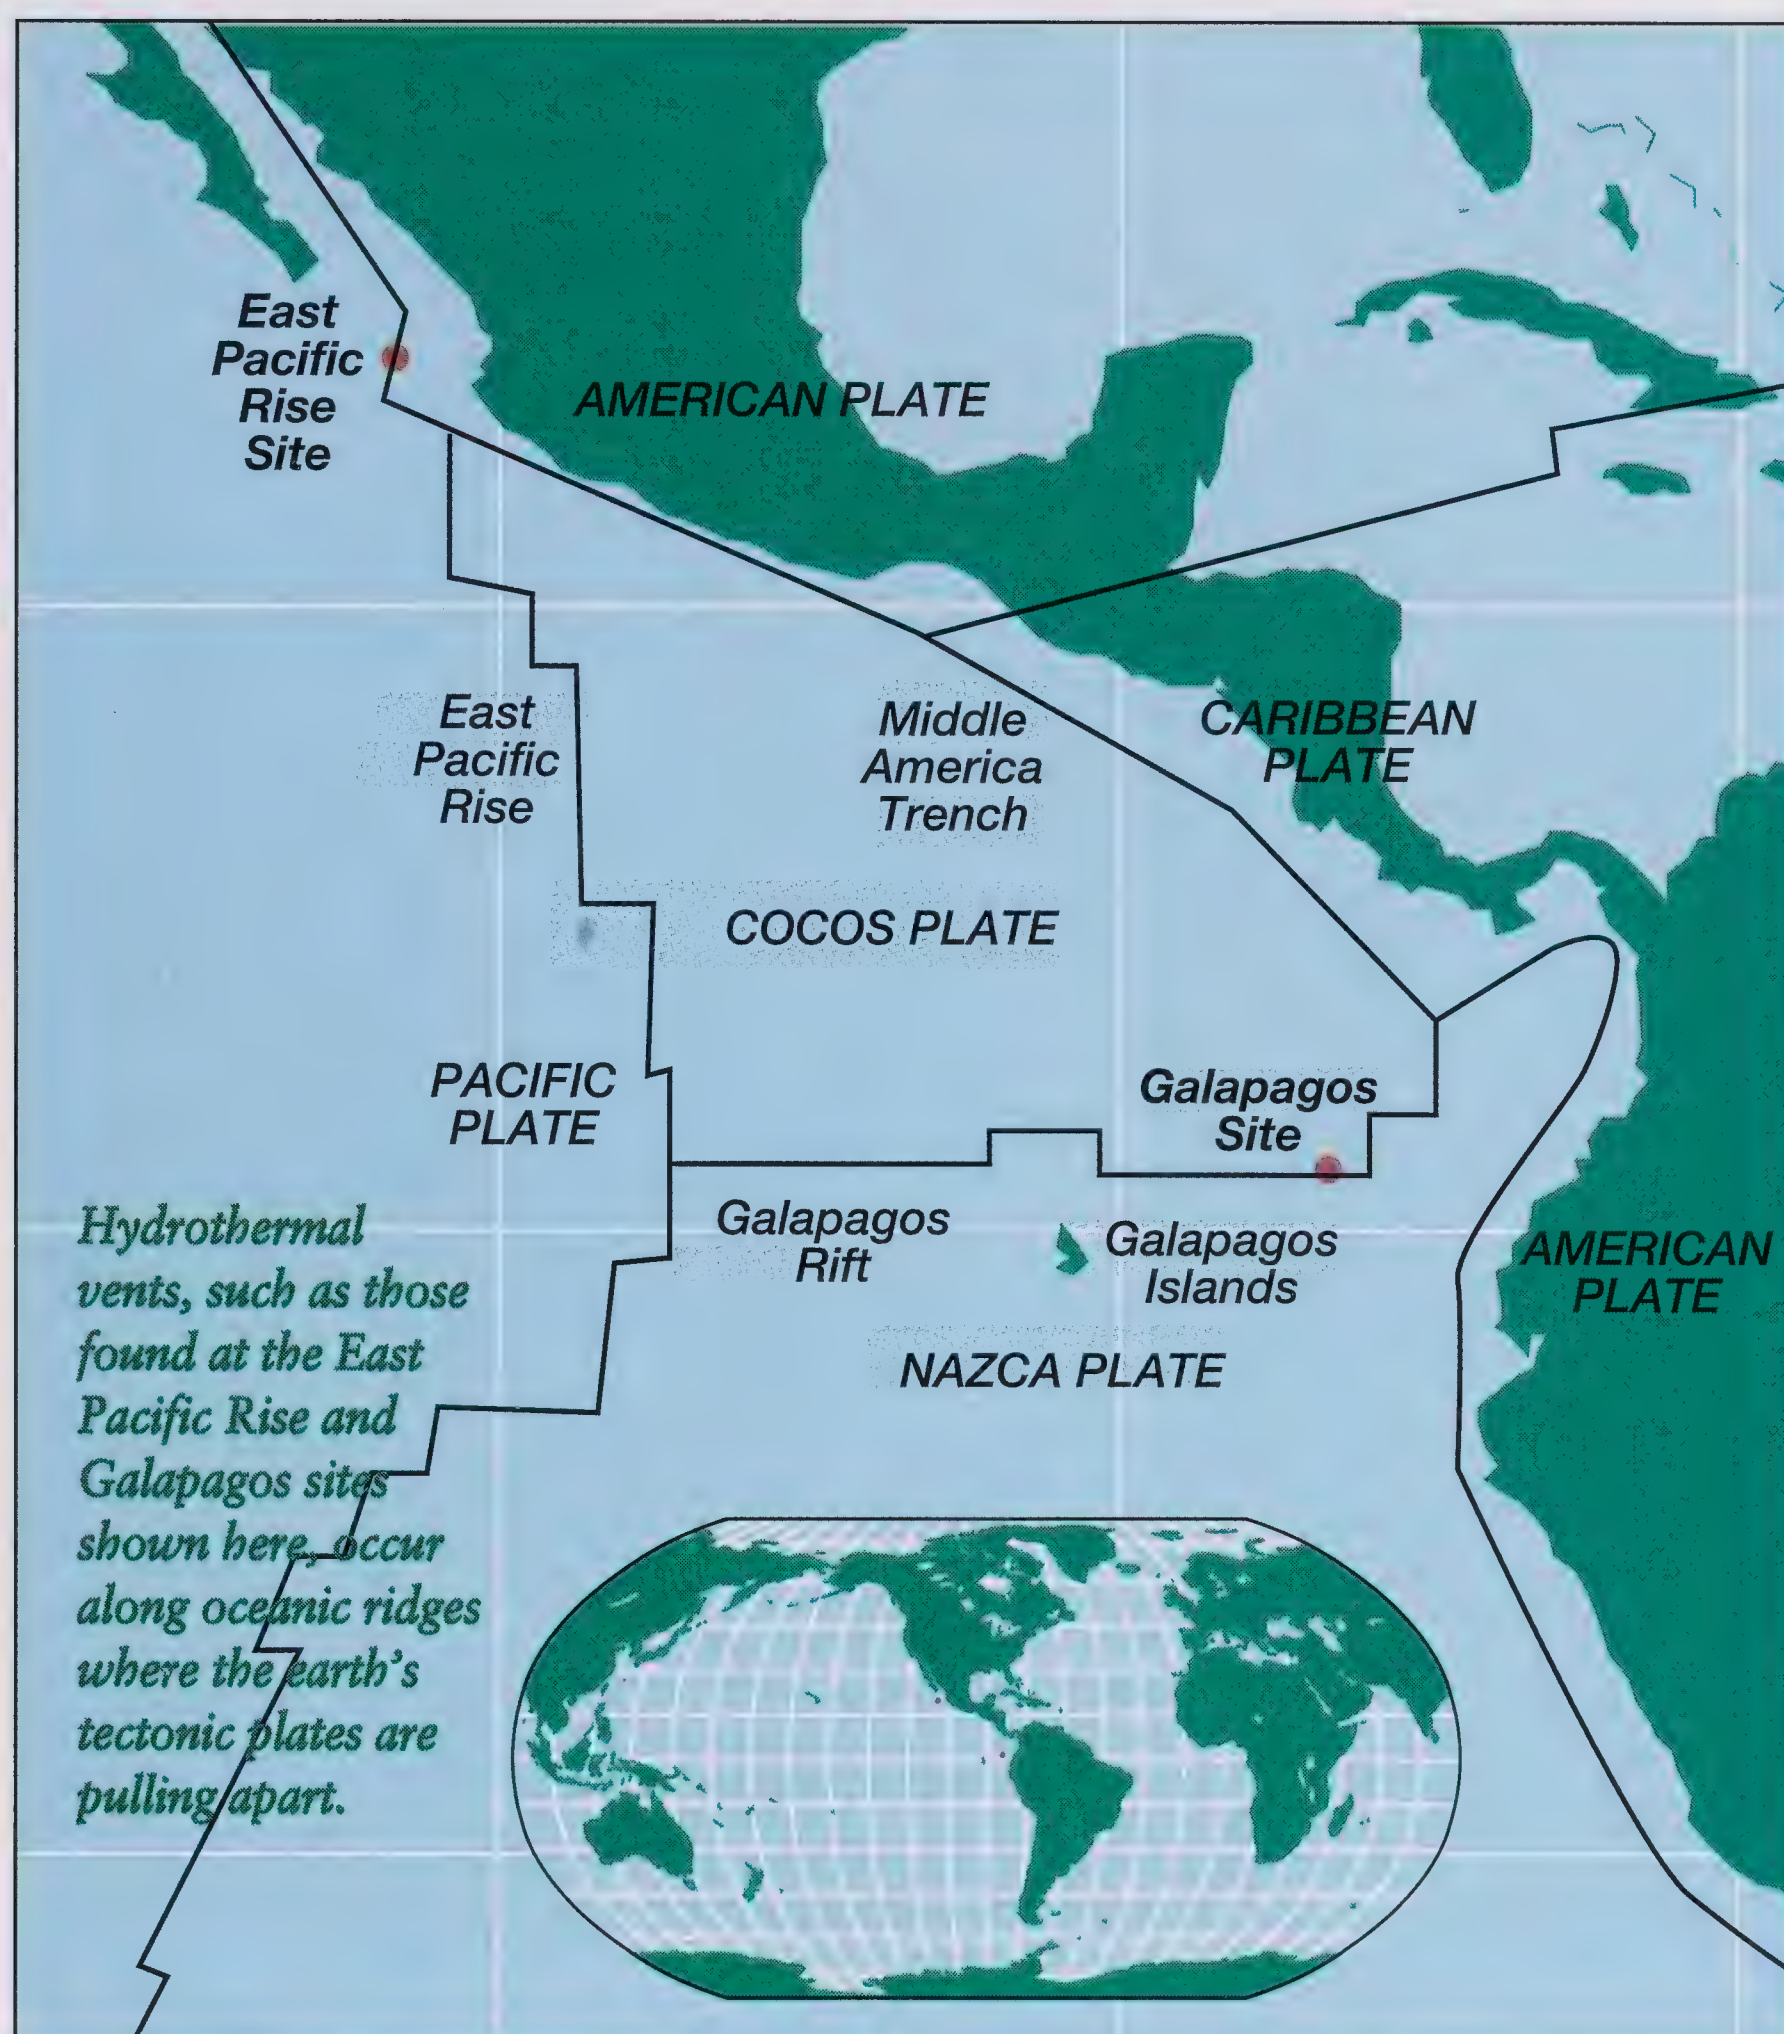 East
Pacific
Rise
Site
AMERICAN PLATE
East
Pacific
Rise
Middle
America
Trench
CARIBBEAN
PLATE
COCOS PLATE
PACIFIC
PLATE
Galapagos
Site
Galapagos
Rift
Galapagos
Islands
AMERICAN
PLATE
NAZCA PLATE
Hydrothermal
vents, such as those
found at the East
Pacific Rise and
Galapagos sites
shown here, occur
along oceanic ridges
where the earth's
tectonic plates are
pulling apart.